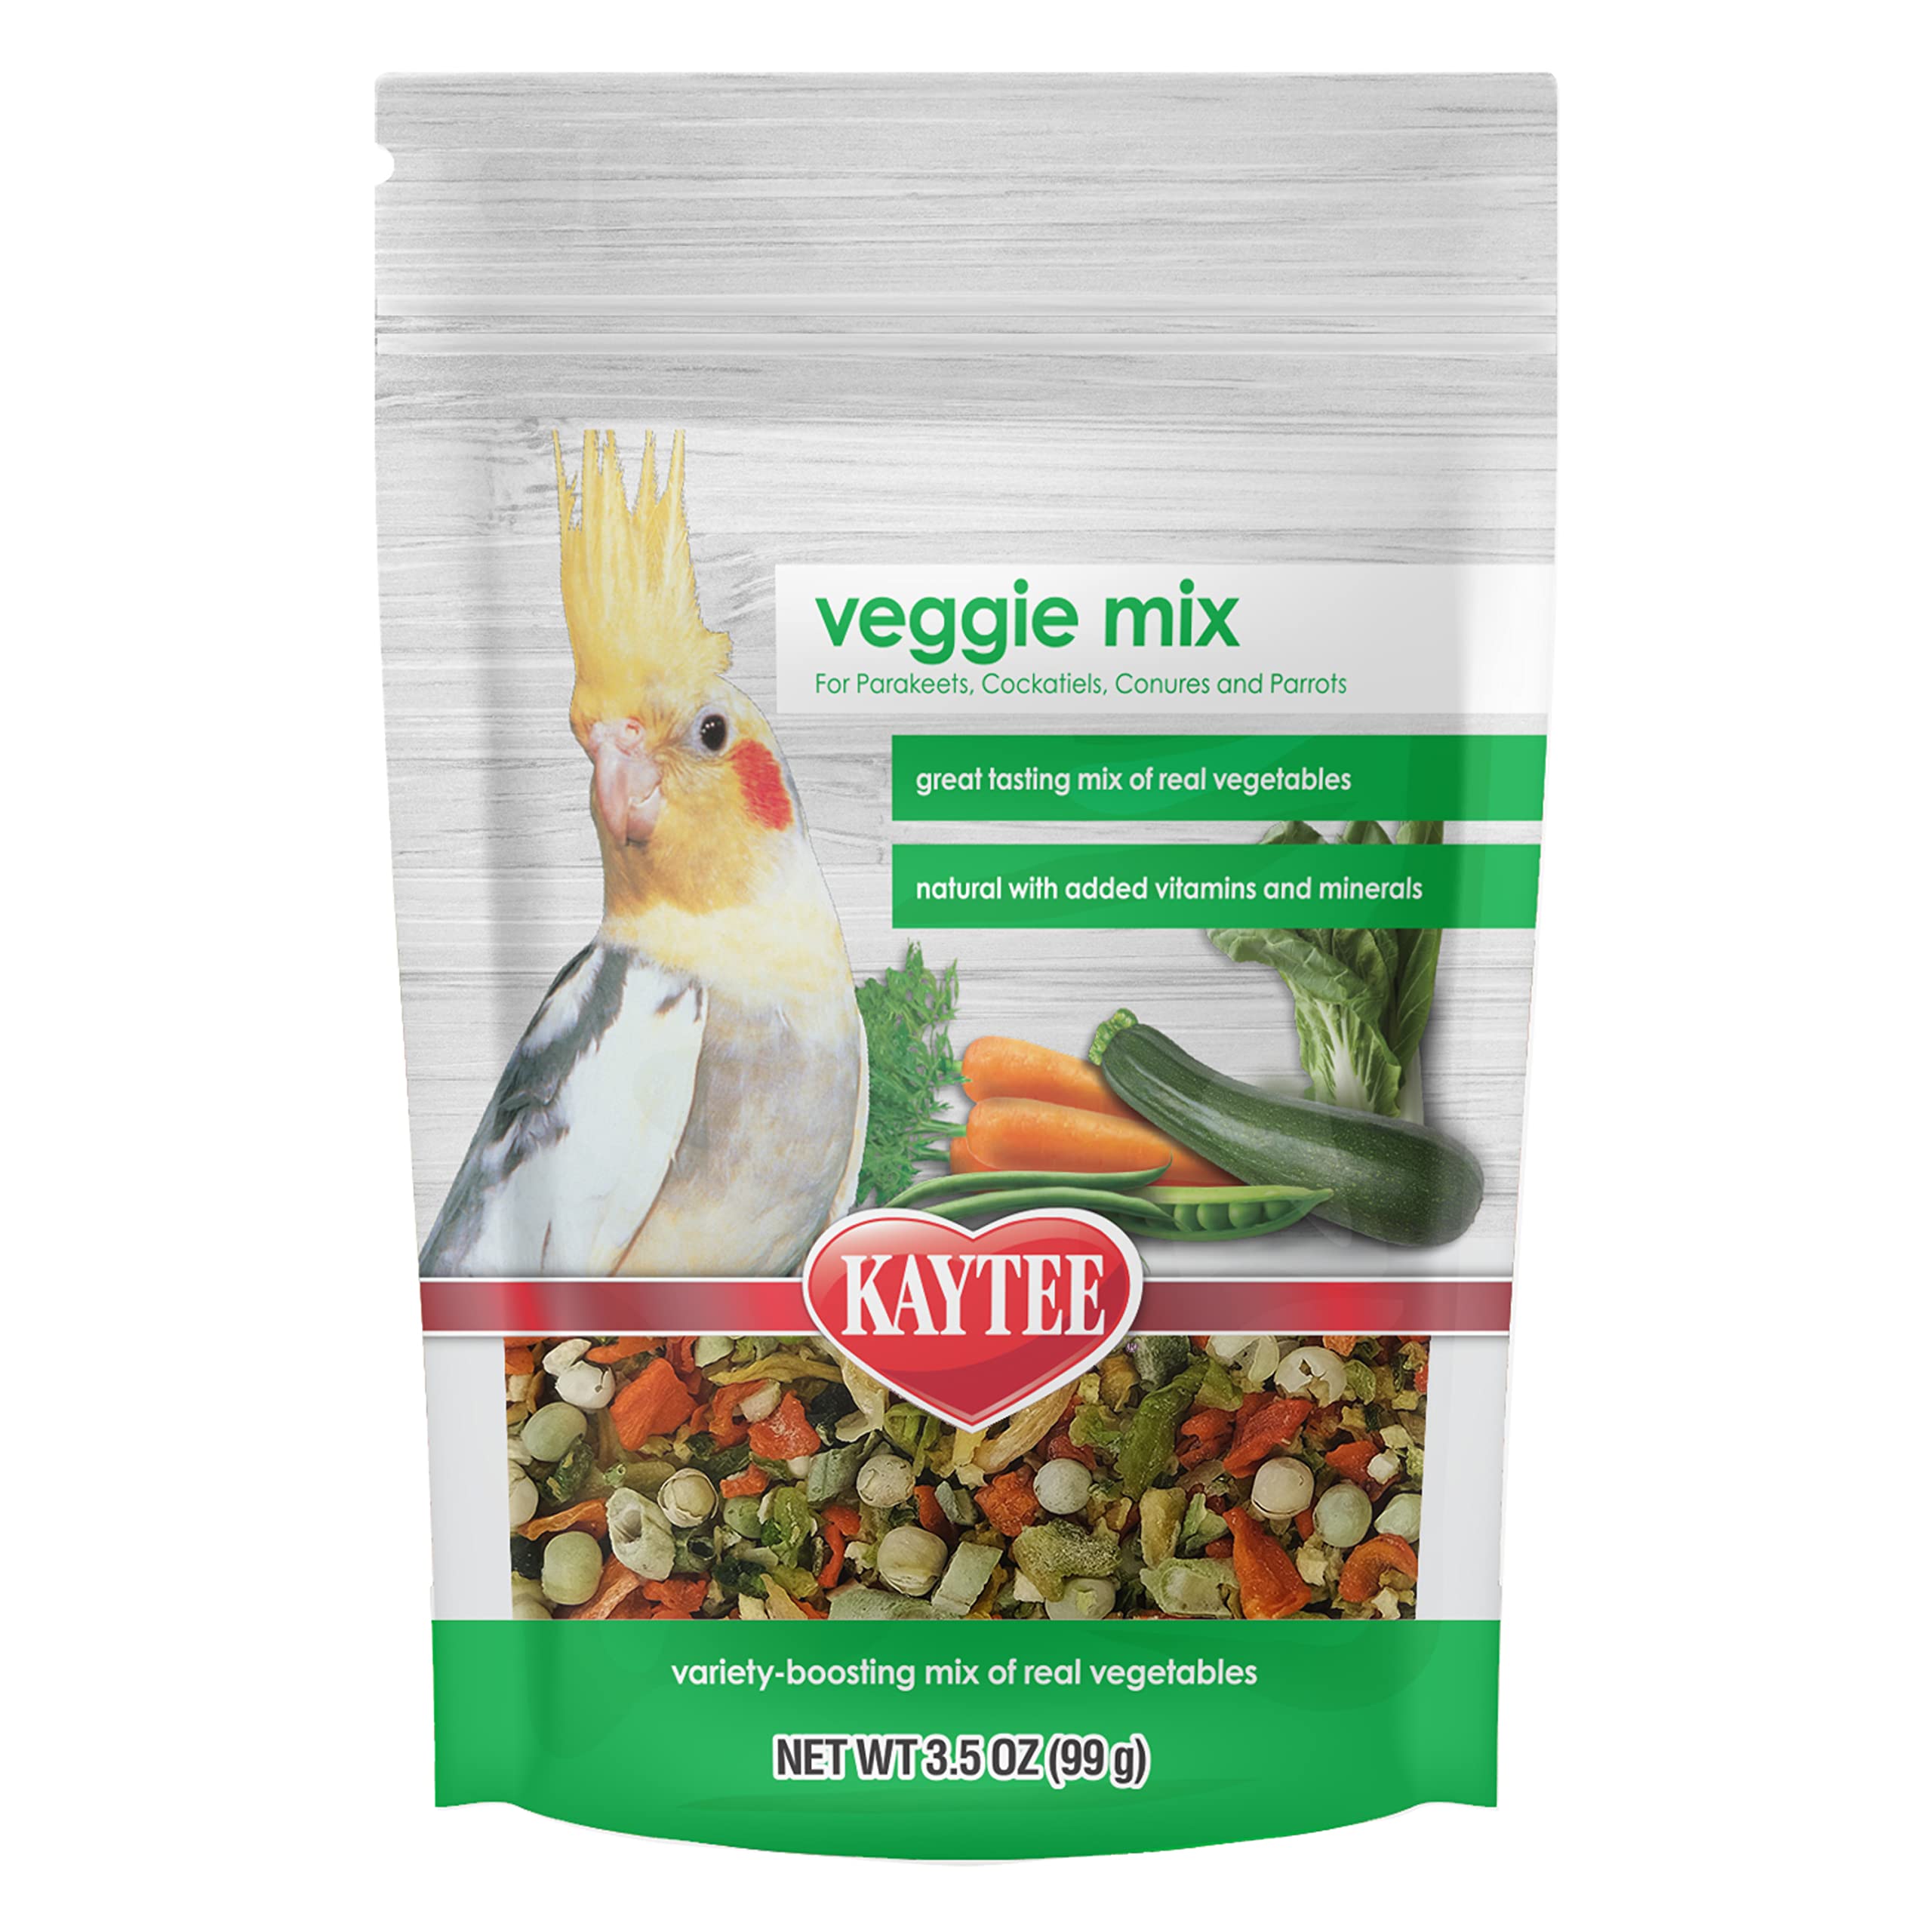 veggie mix
For Parakeets, Cockatiels, Conures and Parrots
great tasting mix of real vegetables
natural with added vitamins and minerals
KAYTEE
variety-boosting mix of real vegetables
NET WT 3.5 OZ (99 g)